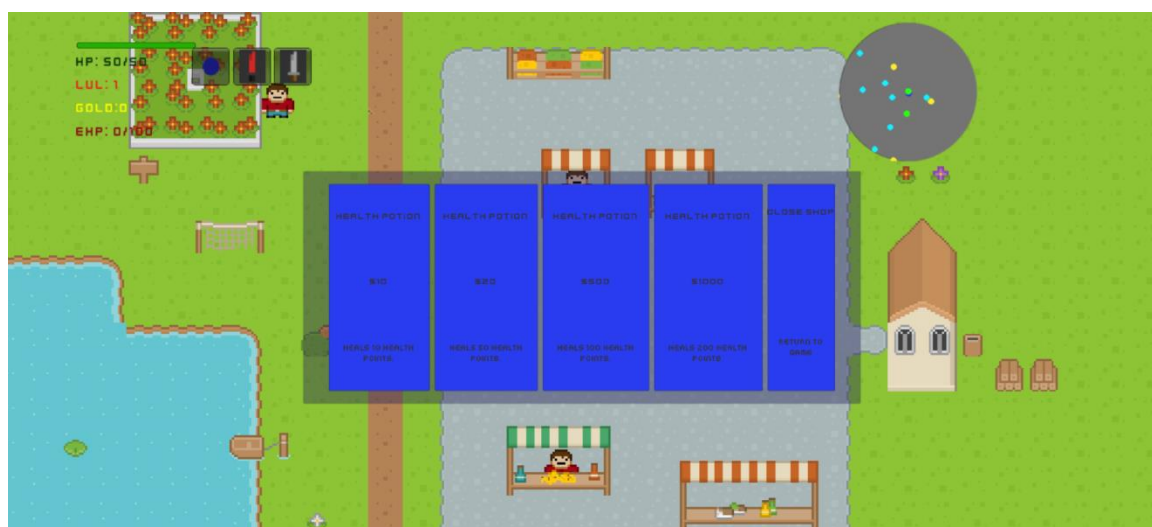 HP: 50/50
LVL: 1
GOLD:0
EXP: 0/100
HEALTH POTION
$10
HEALS 10 HEALTH
POINTS.
HEALTH POTION
$20
HEALS 50 HEALTH
POINTS.
HEALTH POTION
$500
HEALS 100 HEALTH
POINTS.
HEALTH POTION
$1000
HEALS 200 HEALTH
POINTS
CLOSE SHOP
RETURN TO
GAME